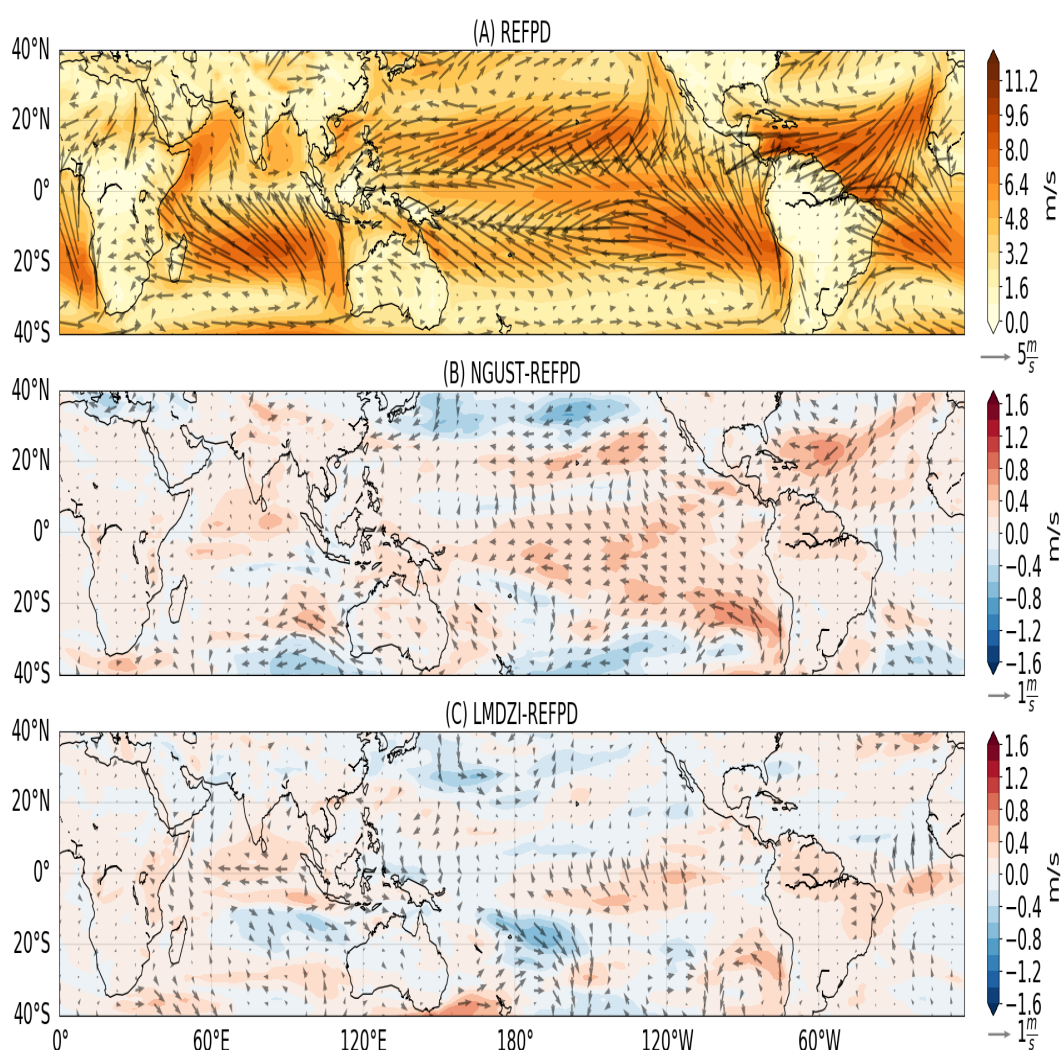 (A) REFPD
40°N
20°N
0°
20°S
40°S
11.2
9.6
8.0
6.4
4.8
3.2
1.6
0.0
m/s
5 m/s
(B) NGUST-REFPD
40°N
20°N
0°
20°S
40°S
1.6
1.2
0.8
0.4
0.0
−0.4
−0.8
−1.2
−1.6
m/s
1 m/s
(C) LMDZI-REFPD
40°N
20°N
0°
20°S
40°S
0° 60°E 120°E 180° 120°W 60°W
1.6
1.2
0.8
0.4
0.0
−0.4
−0.8
−1.2
−1.6
m/s
1 m/s